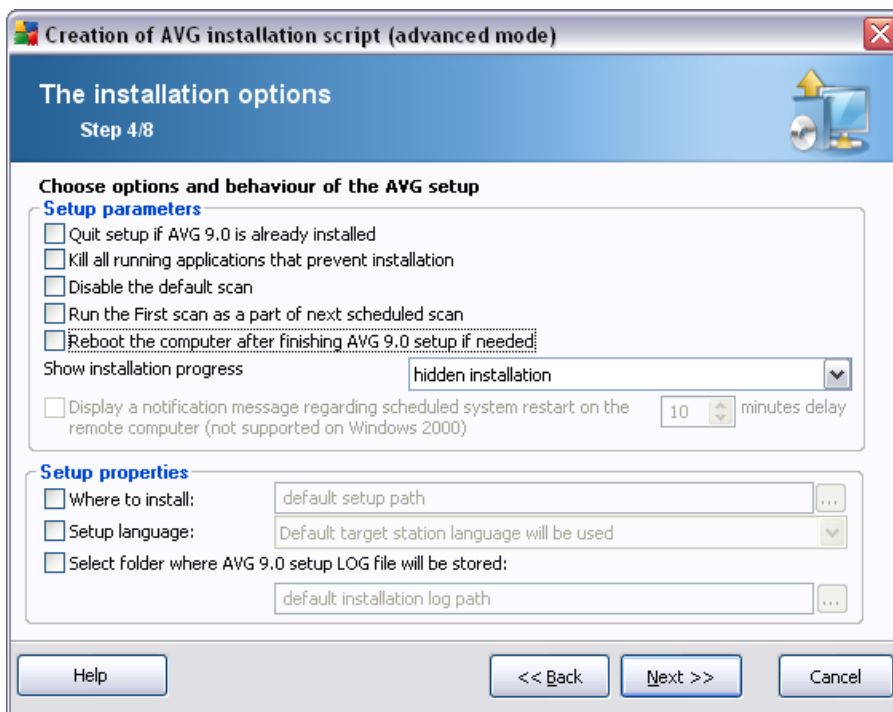 Creation of AVG installation script (advanced mode)
The installation options
Step 4/8
Choose options and behaviour of the AVG setup
Setup parameters
Quit setup if AVG 9.0 is already installed
Kill all running applications that prevent installation
Disable the default scan
Run the First scan as a part of next scheduled scan
Reboot the computer after finishing AVG 9.0 setup if needed
Show installation progress hidden installation
Display a notification message regarding scheduled system restart on the 10 minutes delay
remote computer (not supported on Windows 2000)
Setup properties
Where to install: default setup path ...
Setup language: Default target station language will be used
Select folder where AVG 9.0 setup LOG file will be stored:
default installation log path ...
Help << Back Next >> Cancel